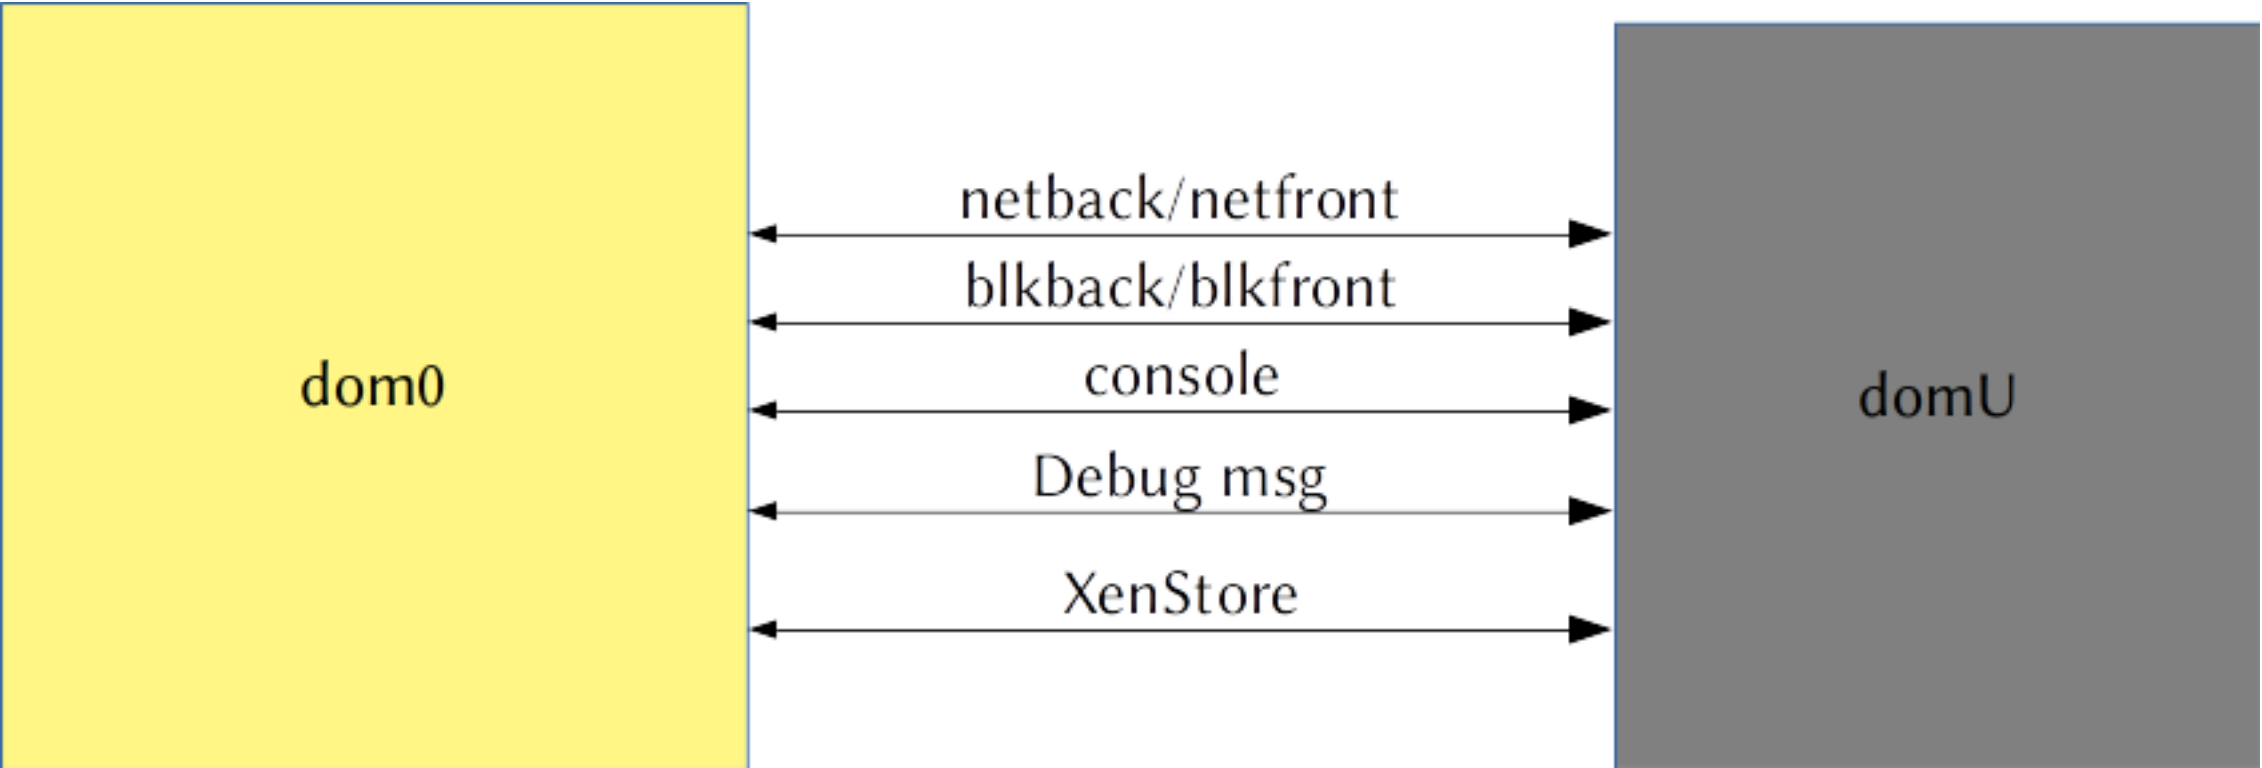 netback/netfront
blkback/blkfront
console
dom0
domU
Debug msg
XenStore